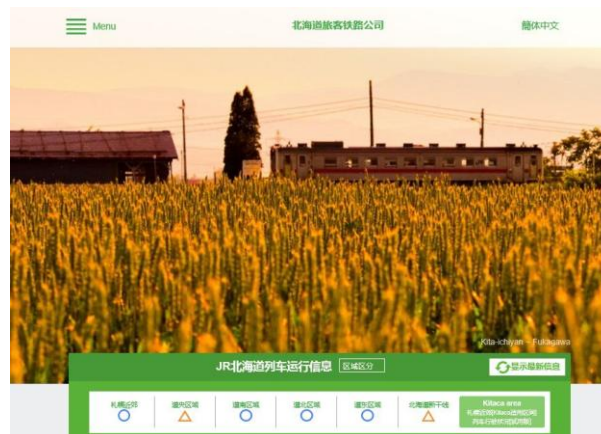 Menu
北海道旅客铁路公司
簡体中文
Kita-ichiyan – Fukagawa
JR北海道列车运行信息
区域区分
显示最新信息
札幌近郊
道央区域
道南区域
道北区域
道东区域
北海道新干线
Kitaca area